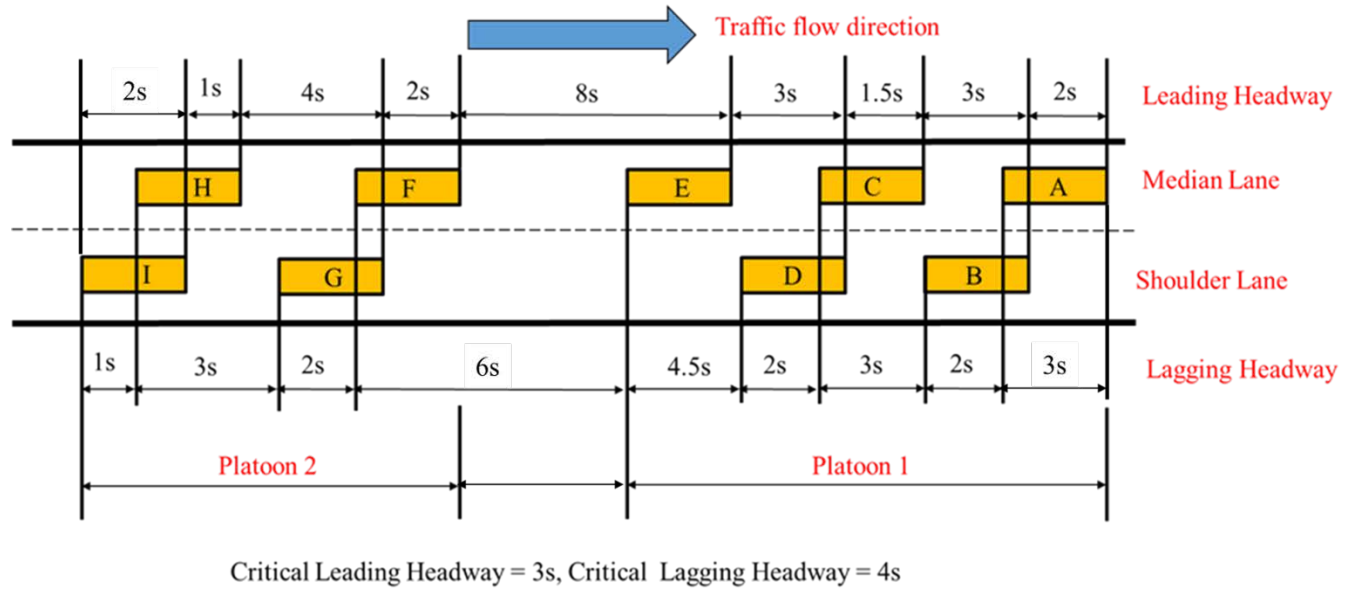 Traffic flow direction
2s 1s 4s 2s 8s 3s 1.5s 3s 2s Leading Headway
H F E C A Median Lane
I G D B Shoulder Lane
1s 3s 2s 6s 4.5s 2s 3s 2s 3s Lagging Headway
Platoon 2 Platoon 1
Critical Leading Headway = 3s, Critical Lagging Headway = 4s